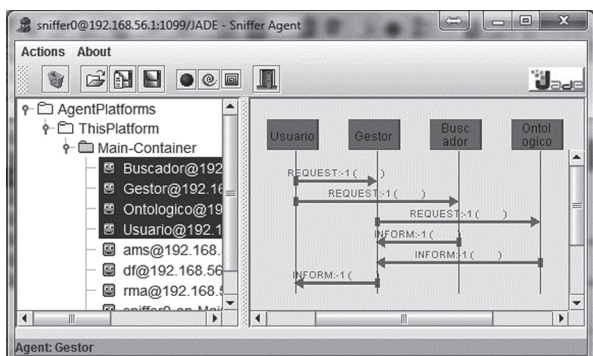 sniffer0@192.168.56.1:1099/JADE - Sniffer Agent
Actions About
Jade
AgentPlatforms
ThisPlatform
Main-Container
Buscador@192
Gestor@192.16
Ontologico@19
Usuario@192.1
ams@192.168.
df@192.168.56
rma@192.168.5
sniffer0-on-Mai
Usuario
Gestor
Busc
ador
Ontol
ogico
REQUEST:-1 ( )
REQUEST:-1 ( )
REQUEST:-1 ( )
INFORM:-1 (
INFORM:-1 ( )
INFORM:-1 (
Agent: Gestor